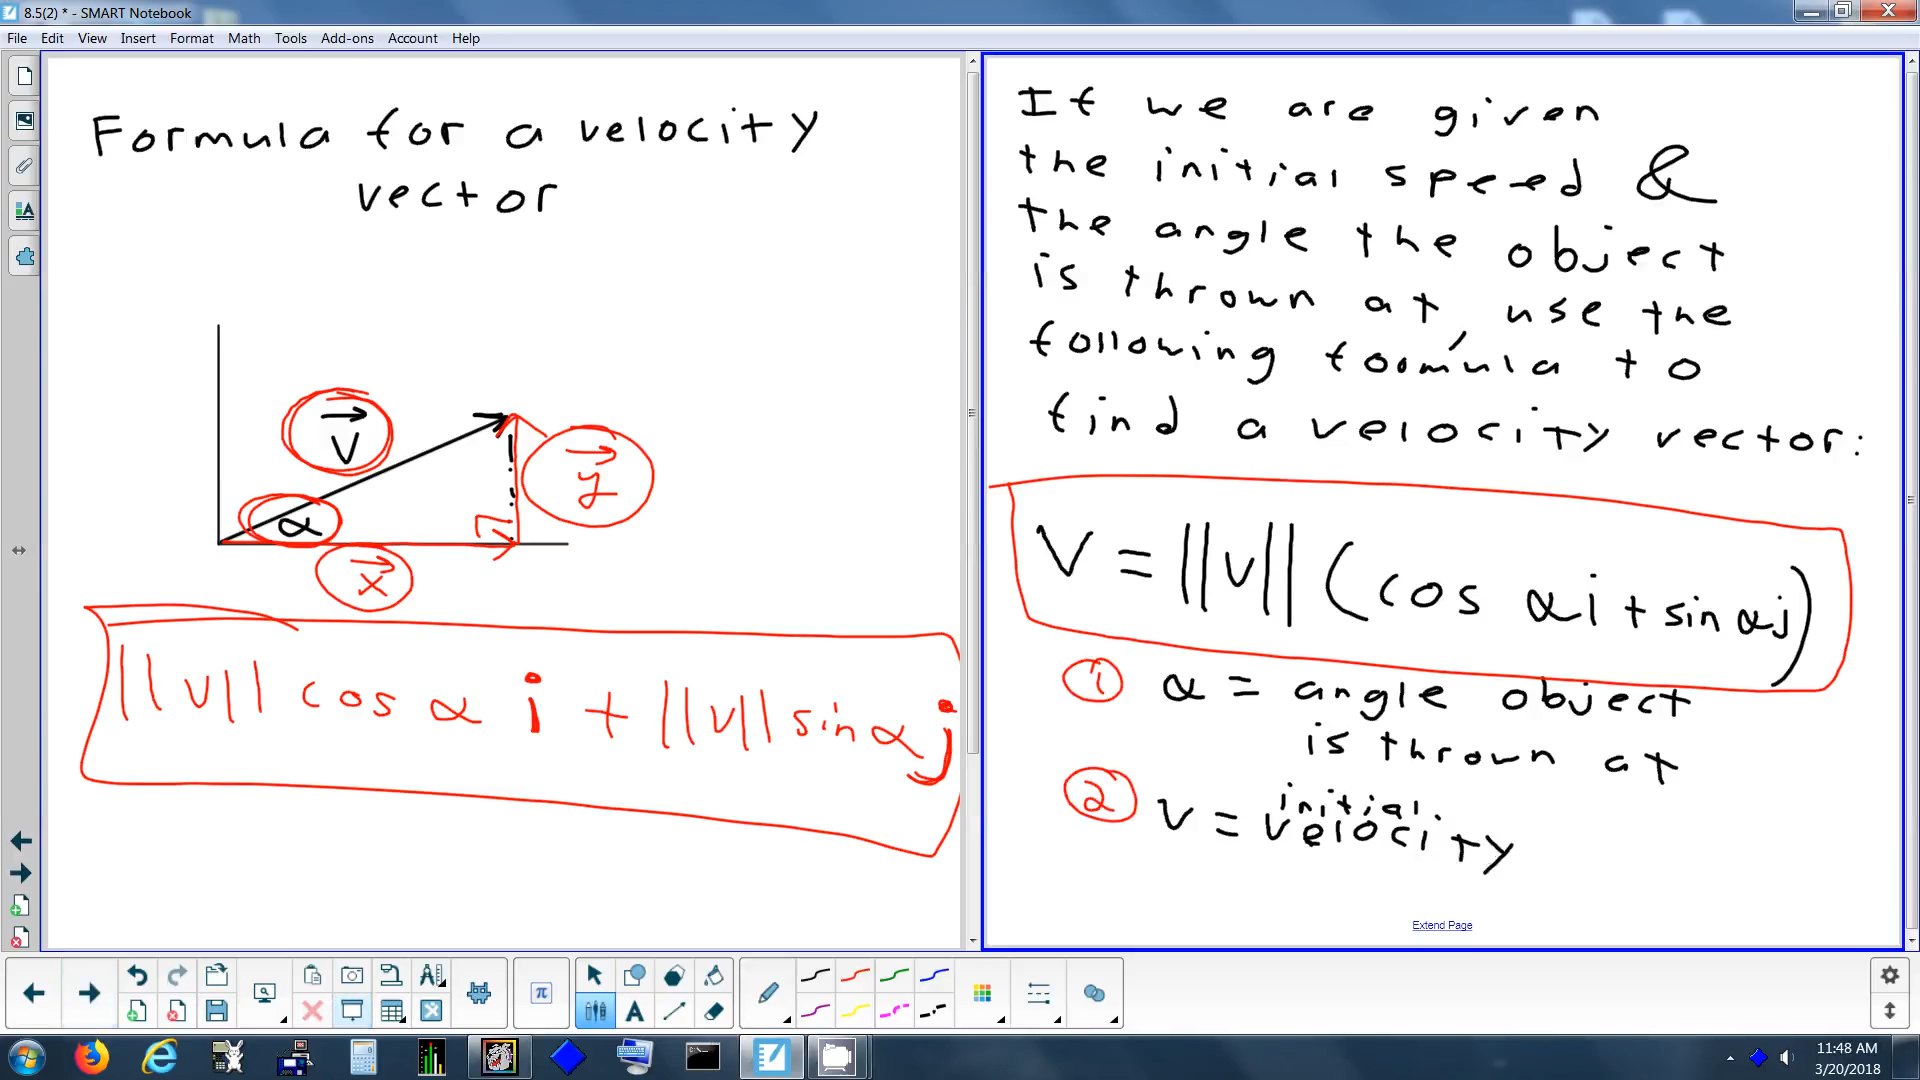 8.5(2) * - SMART Notebook
File Edit View Insert Format Math Tools Add-ons Account Help
Formula for a velocity
vector
v
α
y
x
||v|| cos α i + ||v|| sin α j
If we are given
the initial speed &
the angle the object
is thrown at, use the
following formula to
find a velocity vector:
V = ||v|| (cos αi + sin αj)
1 α = angle object
is thrown at
2 v = initial
velocity
Extend Page
π
A
11:48 AM
3/20/2018